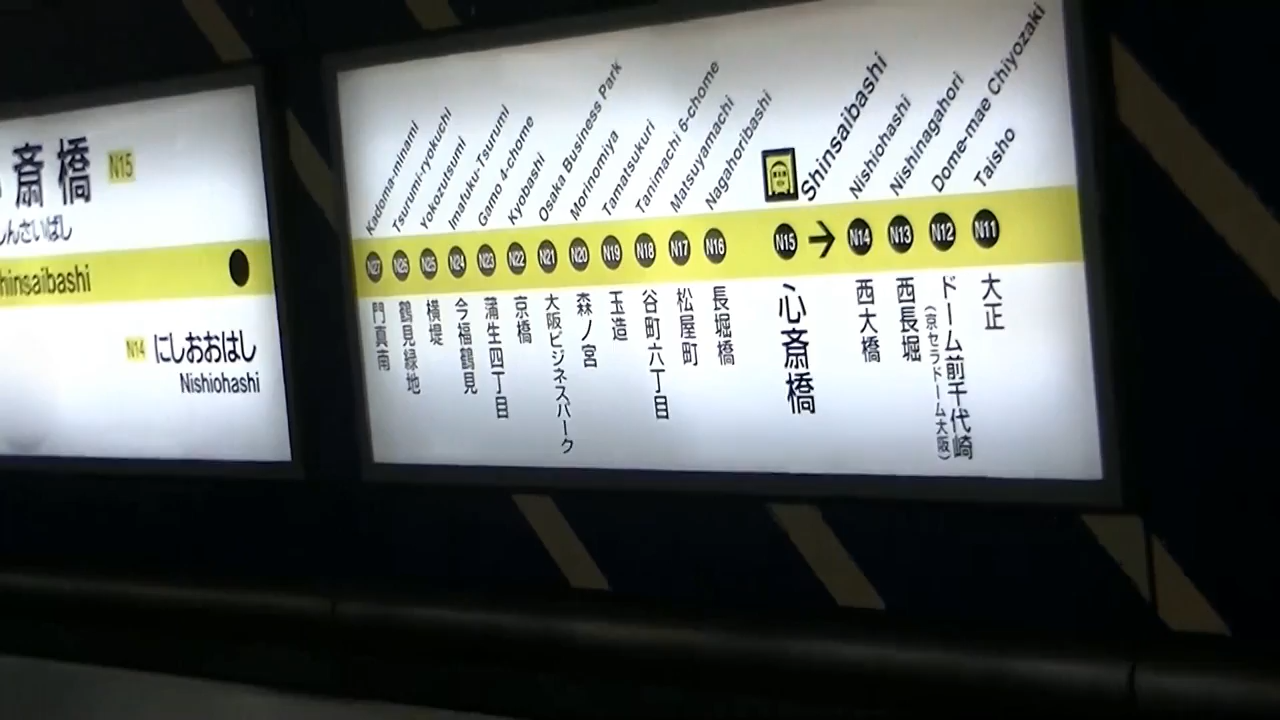 斎橋 N15
んさいばし
hinsaibashi
N14 にしおおはし
Nishiohashi
Kadoma-minami
Tsurumi-ryokuchi
Yokozutsumi
Imafuku-Tsurumi
Gamo 4-chome
Kyobashi
Osaka Business Park
Morinomiya
Tamatsukuri
Tanimachi 6-chome
Matsuyamachi
Nagahoribashi
Shinsaibashi
Nishiohashi
Nishinagahori
Dome-mae Chiyozaki
Taisho
N27 N26 N25 N24 N23 N22 N21 N20 N19 N18 N17 N16 N15 → N14 N13 N12 N11
門真南
鶴見緑地
横堤
今福鶴見
蒲生四丁目
京橋
大阪ビジネスパーク
森ノ宮
玉造
谷町六丁目
松屋町
長堀橋
心斎橋
西大橋
西長堀
ドーム前千代崎
(京セラドーム大阪)
大正